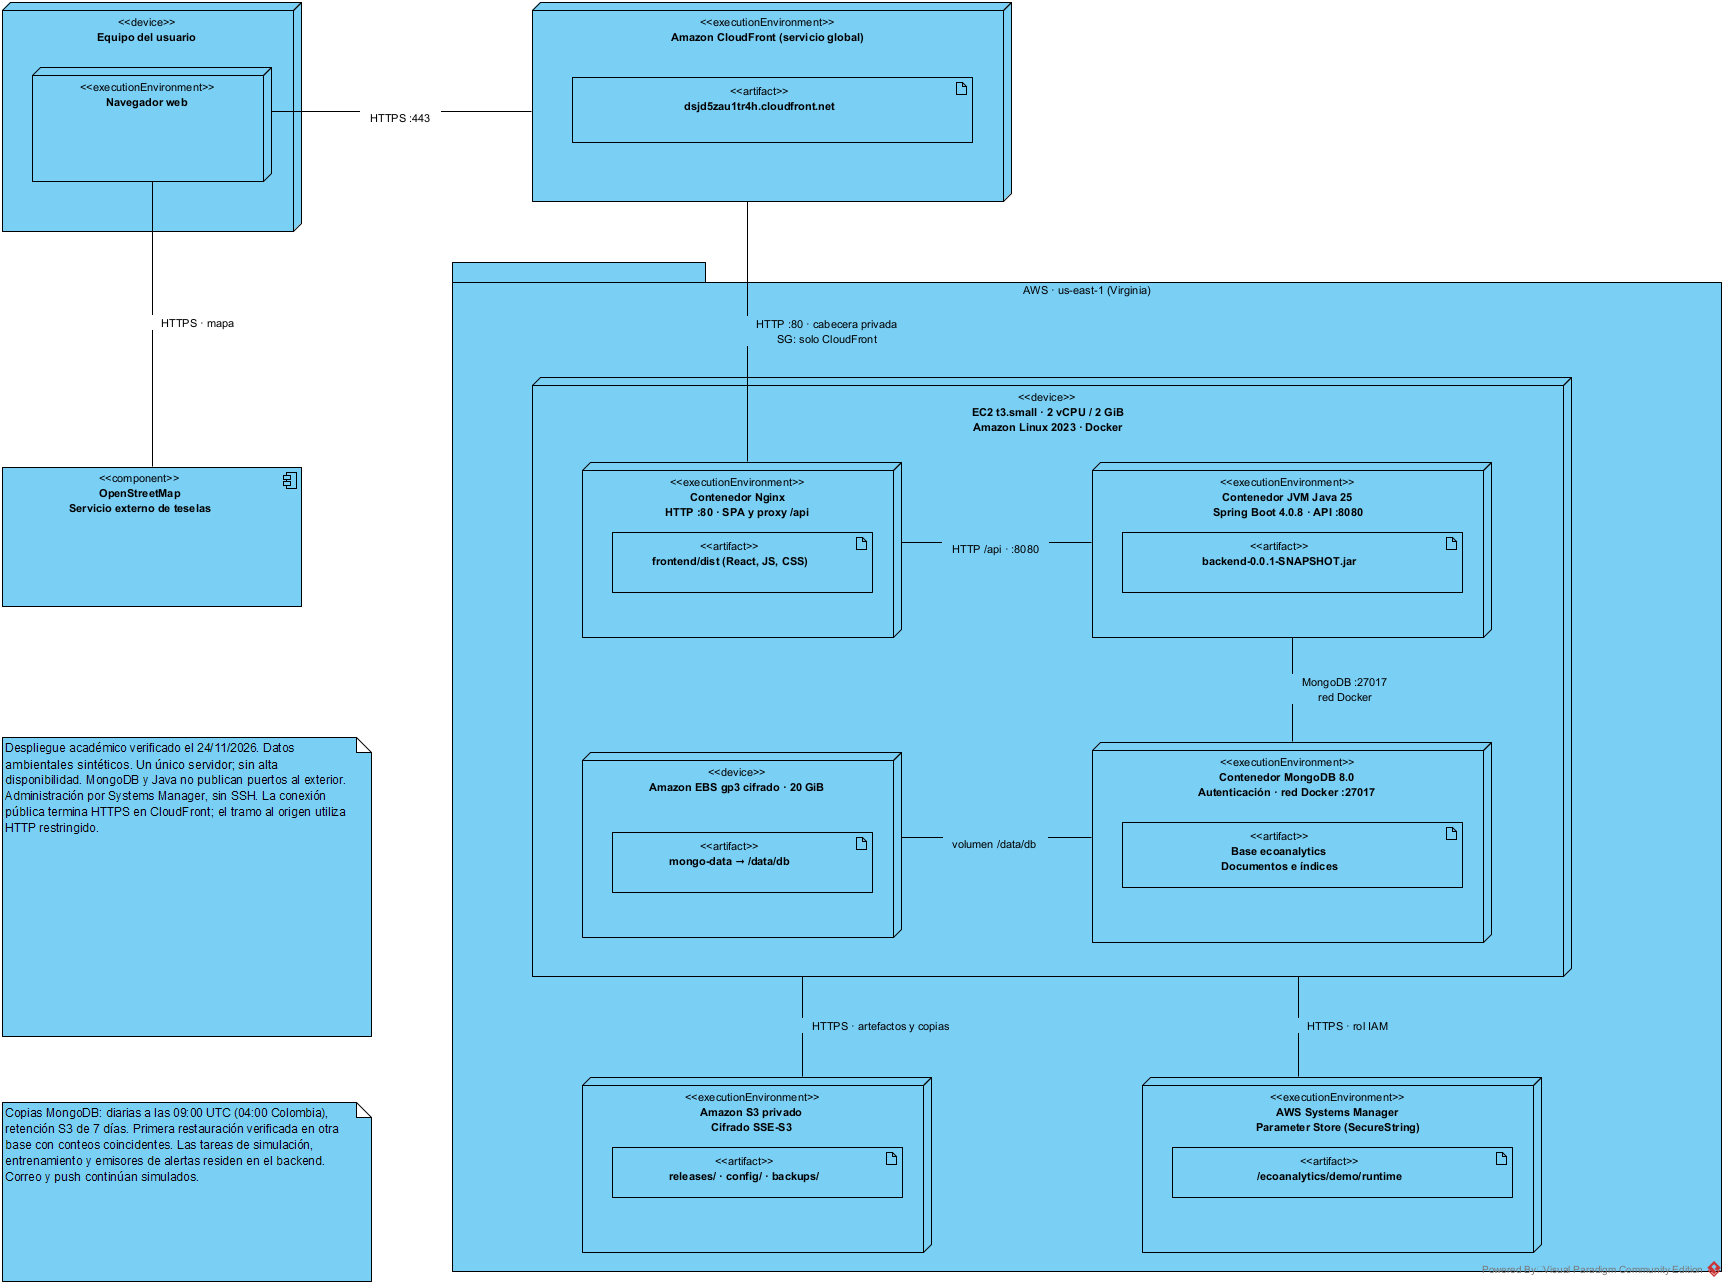 <<device>>
Equipo del usuario
<<executionEnvironment>>
Navegador web
HTTPS :443
<<executionEnvironment>>
Amazon CloudFront (servicio global)
<<artifact>>
dsjd5zau1tr4h.cloudfront.net
HTTPS · mapa
<<component>>
OpenStreetMap
Servicio externo de teselas
AWS · us-east-1 (Virginia)
HTTP :80 · cabecera privada
SG: solo CloudFront
<<device>>
EC2 t3.small · 2 vCPU / 2 GiB
Amazon Linux 2023 · Docker
<<executionEnvironment>>
Contenedor Nginx
HTTP :80 · SPA y proxy /api
<<artifact>>
frontend/dist (React, JS, CSS)
HTTP /api · :8080
<<executionEnvironment>>
Contenedor JVM Java 25
Spring Boot 4.0.8 · API :8080
<<artifact>>
backend-0.0.1-SNAPSHOT.jar
MongoDB :27017
red Docker
<<device>>
Amazon EBS gp3 cifrado · 20 GiB
<<artifact>>
mongo-data → /data/db
volumen /data/db
<<executionEnvironment>>
Contenedor MongoDB 8.0
Autenticación · red Docker :27017
<<artifact>>
Base ecoanalytics
Documentos e índices
HTTPS · artefactos y copias
HTTPS · rol IAM
<<executionEnvironment>>
Amazon S3 privado
Cifrado SSE-S3
<<artifact>>
releases/ · config/ · backups/
<<executionEnvironment>>
AWS Systems Manager
Parameter Store (SecureString)
<<artifact>>
/ecoanalytics/demo/runtime
Despliegue académico verificado el 24/11/2026. Datos
ambientales sintéticos. Un único servidor; sin alta
disponibilidad. MongoDB y Java no publican puertos al exterior.
Administración por Systems Manager, sin SSH. La conexión
pública termina HTTPS en CloudFront; el tramo al origen utiliza
HTTP restringido.
Copias MongoDB: diarias a las 09:00 UTC (04:00 Colombia),
retención S3 de 7 días. Primera restauración verificada en otra
base con conteos coincidentes. Las tareas de simulación,
entrenamiento y emisores de alertas residen en el backend.
Correo y push continúan simulados.
Powered By Visual Paradigm Community Edition